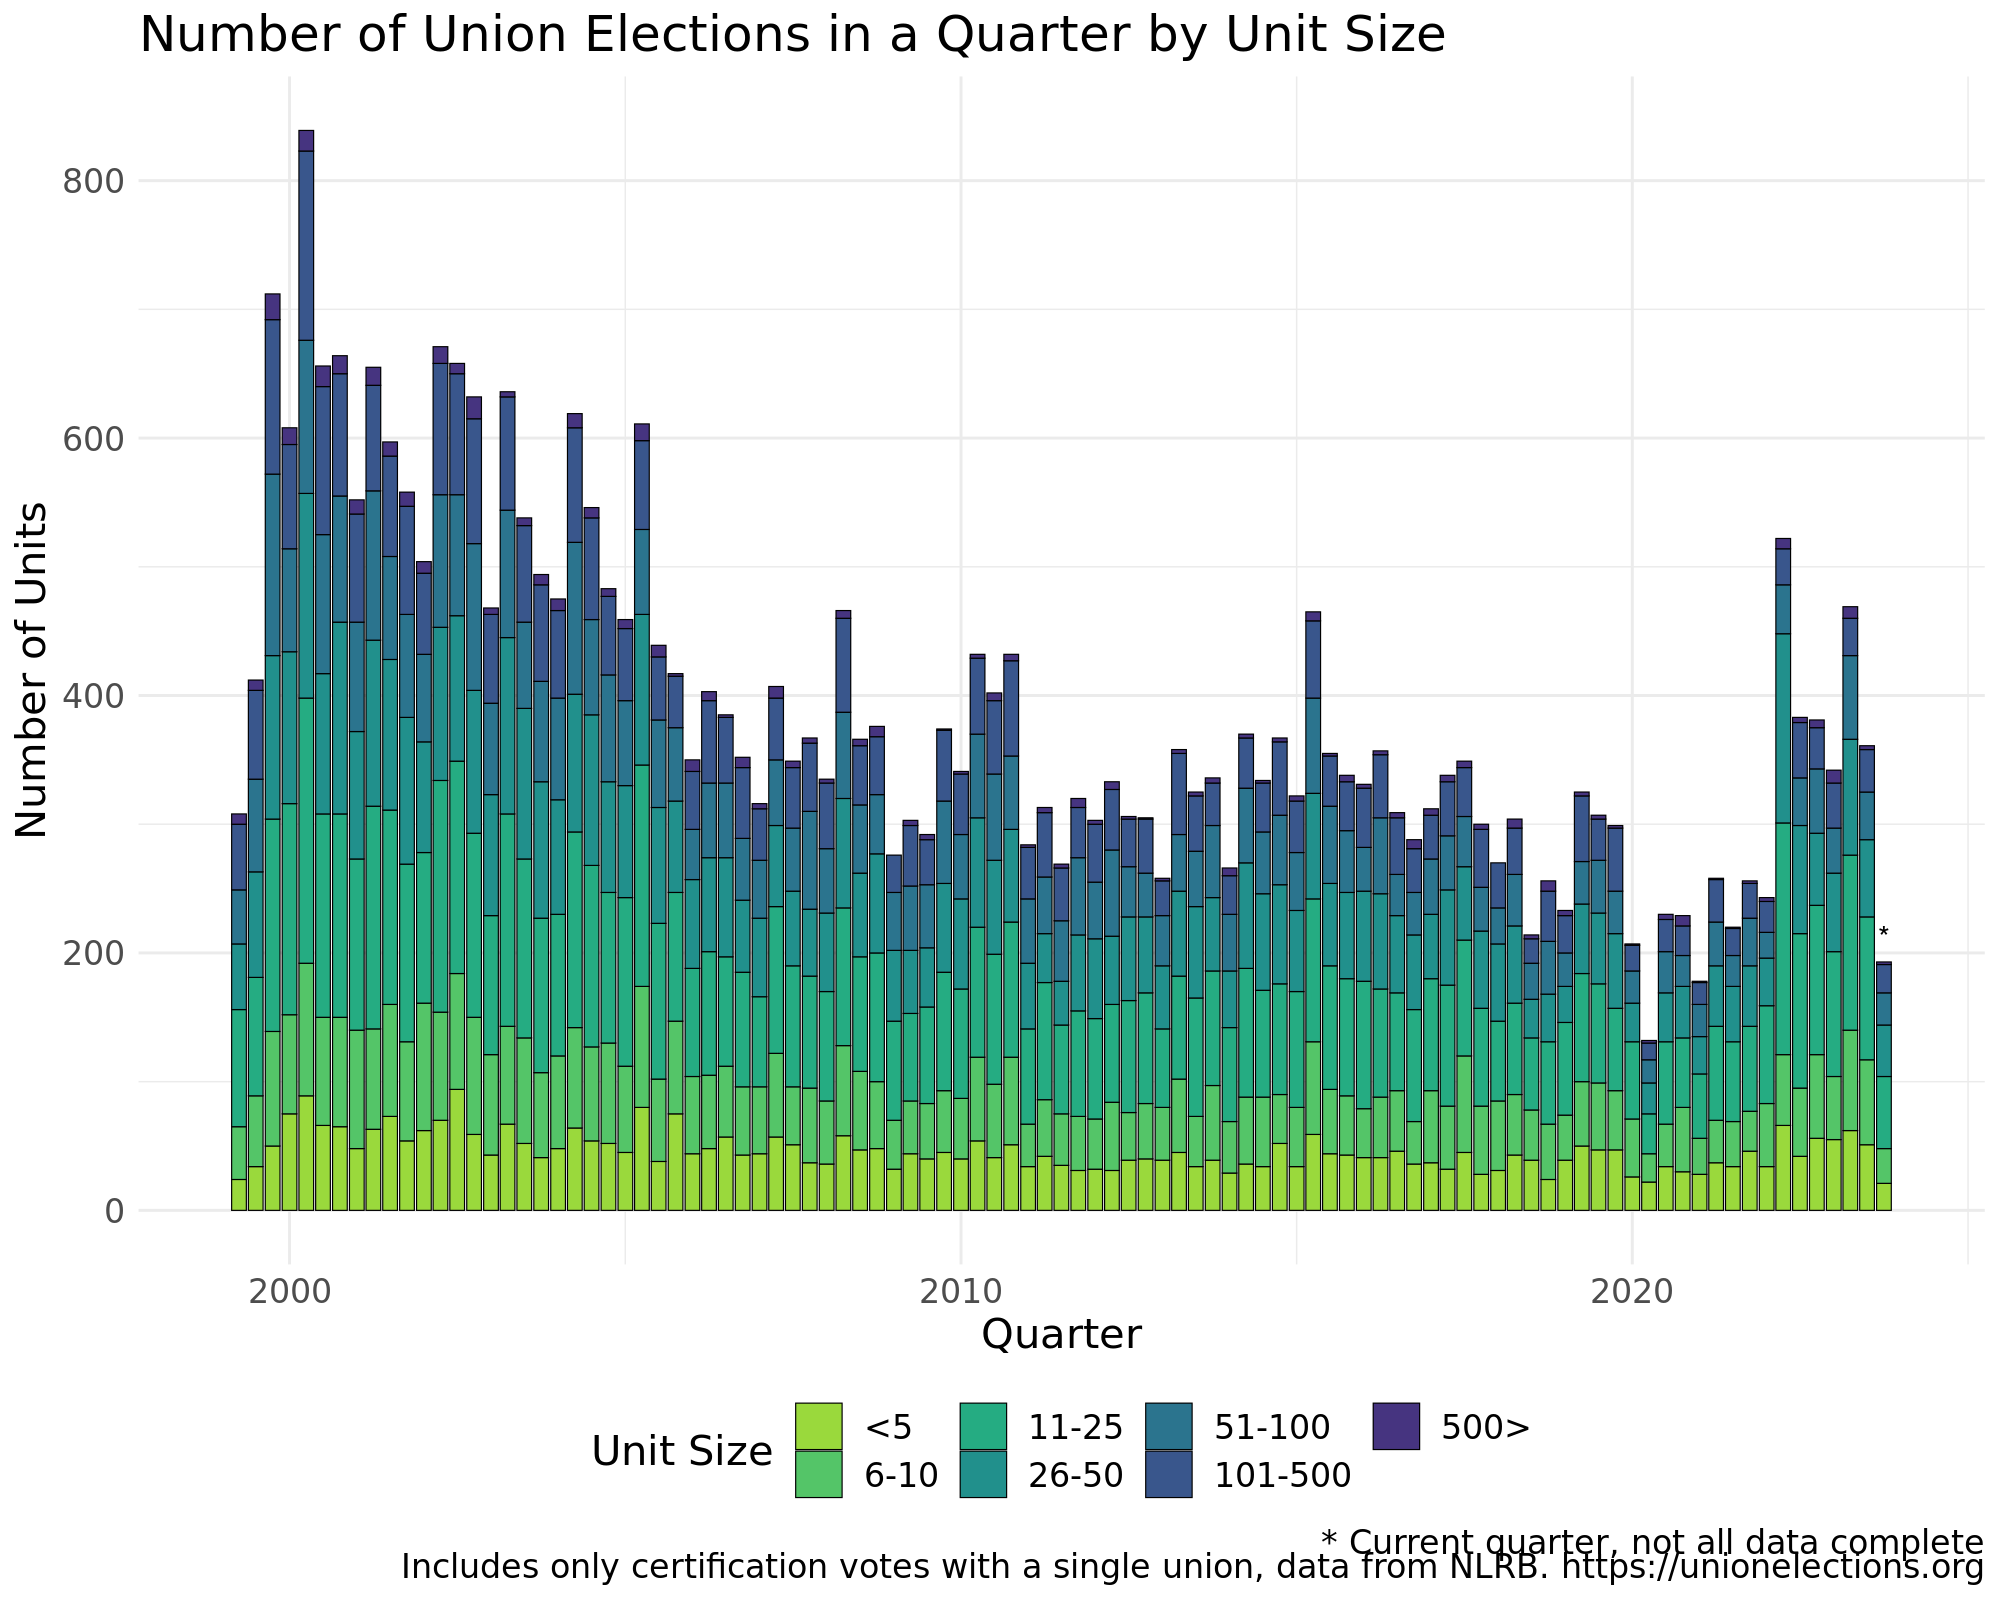 Number of Union Elections in a Quarter by Unit Size
Number of Units
800
600
400
200
0
*
2000
2010
2020
Quarter
Unit Size
<5
6-10
11-25
26-50
51-100
101-500
500>
* Current quarter, not all data complete
Includes only certification votes with a single union, data from NLRB. https://unionelections.org